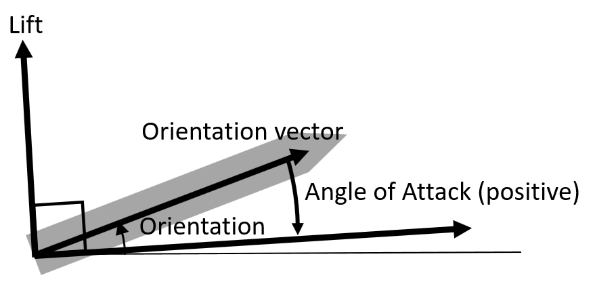 Lift
Orientation vector
Angle of Attack (positive)
Orientation